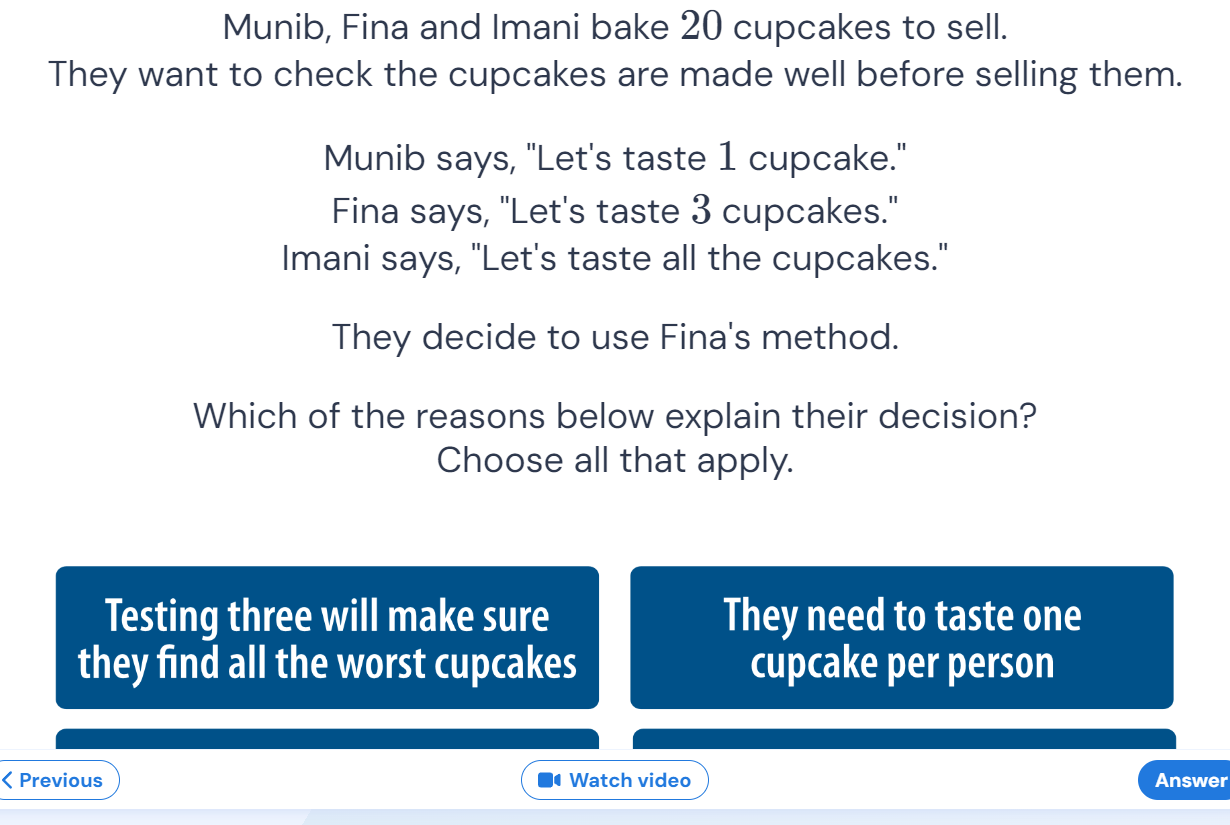 Munib, Fina and Imani bake 20 cupcakes to sell.
They want to check the cupcakes are made well before selling them.
Munib says, "Let's taste 1 cupcake."
Fina says, "Let's taste 3 cupcakes."
Imani says, "Let's taste all the cupcakes."
They decide to use Fina's method.
Which of the reasons below explain their decision?
Choose all that apply.
Testing three will make sure
they find all the worst cupcakes
They need to taste one
cupcake per person
Previous
Watch video
Answer